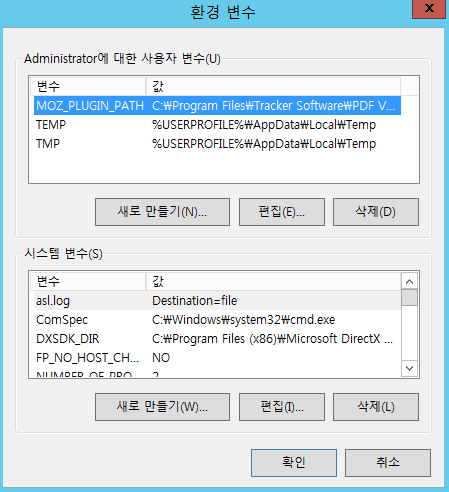 환경 변수
Administrator에 대한 사용자 변수(U)
변수 값
MOZ_PLUGIN_PATH C:₩Program Files₩Tracker Software₩PDF V...
TEMP %USERPROFILE%₩AppData₩Local₩Temp
TMP %USERPROFILE%₩AppData₩Local₩Temp
새로 만들기(N)... 편집(E)... 삭제(D)
시스템 변수(S)
변수 값
asl.log Destination=file
ComSpec C:₩Windows₩system32₩cmd.exe
DXSDK_DIR C:₩Program Files (x86)₩Microsoft DirectX ...
FP_NO_HOST_CH... NO
NUMBER_OF_PRO... 2
새로 만들기(W)... 편집(I)... 삭제(L)
확인 취소